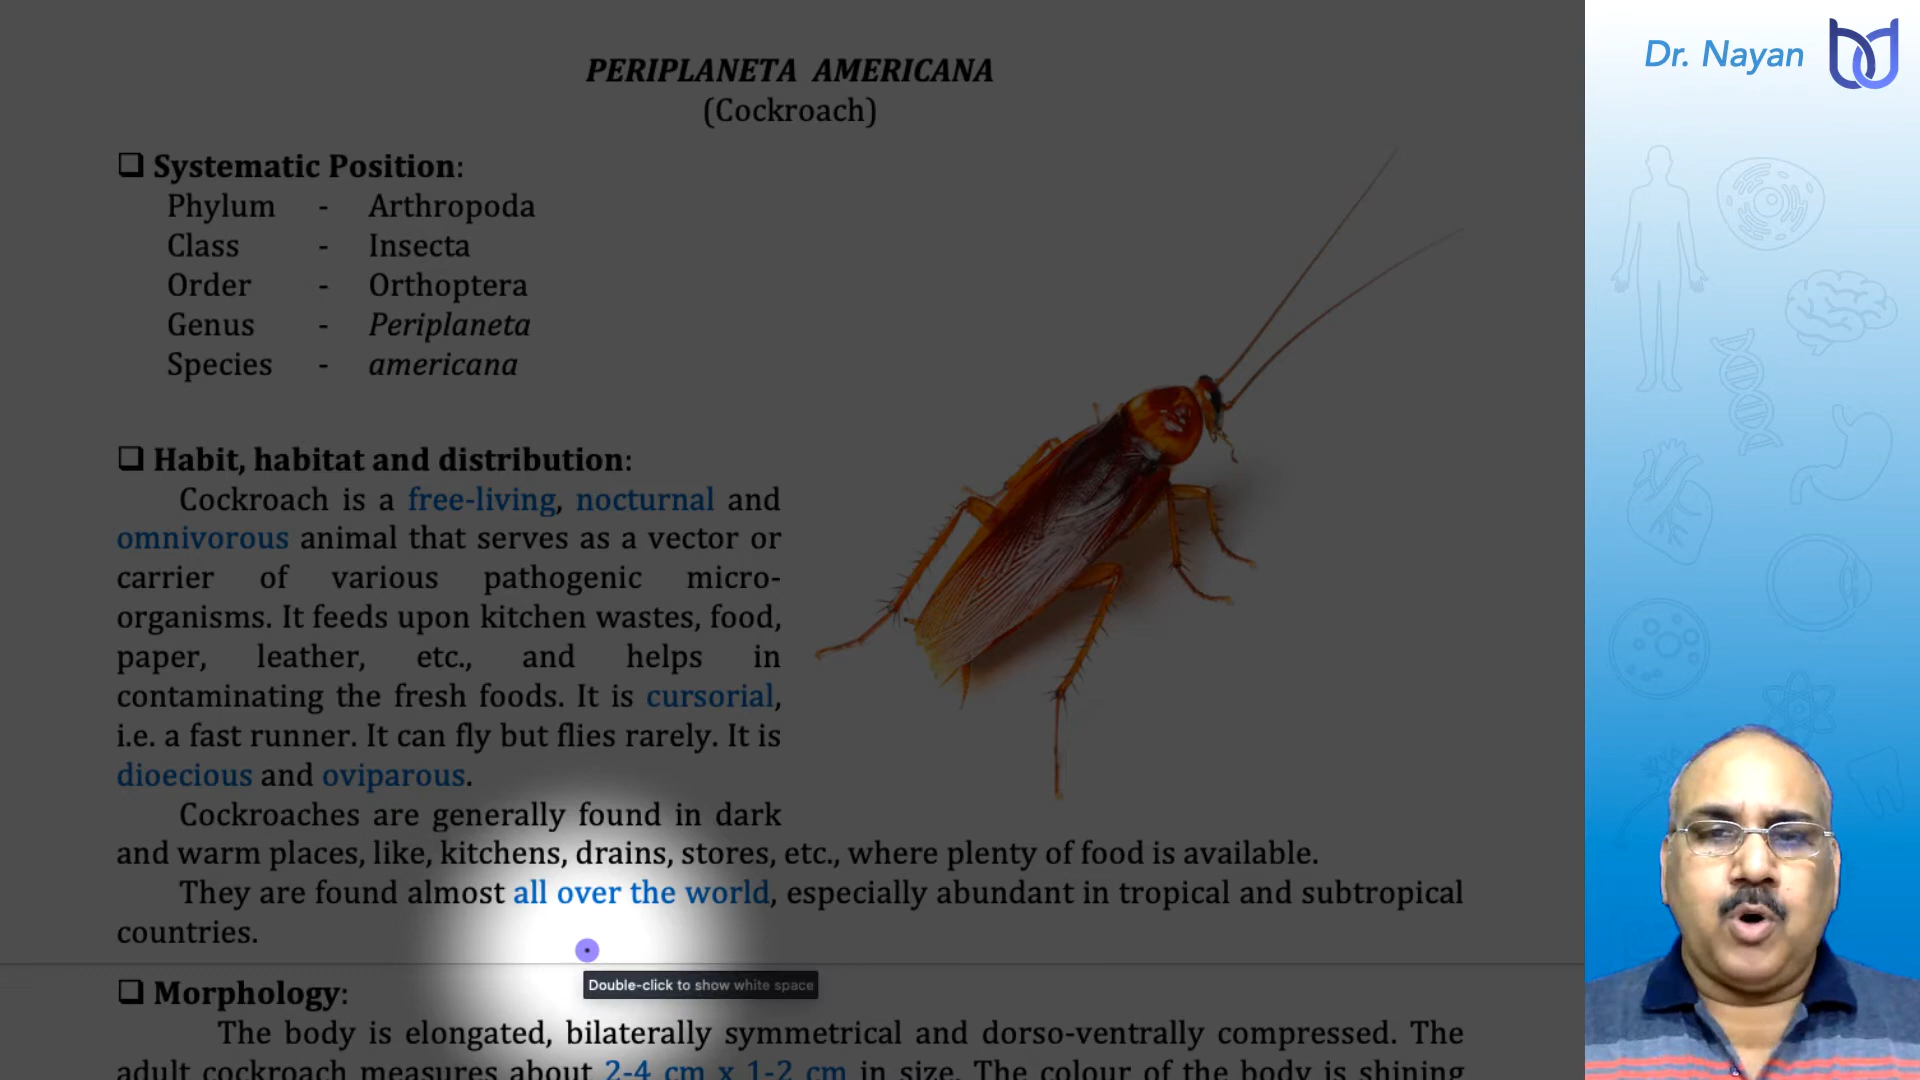 PERIPLANETA AMERICANA
(Cockroach)
❑ Systematic Position:
Phylum - Arthropoda
Class - Insecta
Order - Orthoptera
Genus - Periplaneta
Species - americana
❑ Habit, habitat and distribution:
Cockroach is a free-living, nocturnal and
omnivorous animal that serves as a vector or
carrier of various pathogenic micro-
organisms. It feeds upon kitchen wastes, food,
paper, leather, etc., and helps in
contaminating the fresh foods. It is cursorial,
i.e. a fast runner. It can fly but flies rarely. It is
dioecious and oviparous.
Cockroaches are generally found in dark
and warm places, like, kitchens, drains, stores, etc., where plenty of food is available.
They are found almost all over the world, especially abundant in tropical and subtropical
countries.
Double-click to show white space
❑ Morphology:
The body is elongated, bilaterally symmetrical and dorso-ventrally compressed. The
adult cockroach measures about 2-4 cm x 1-2 cm in size. The colour of the body is shining
Dr. Nayan